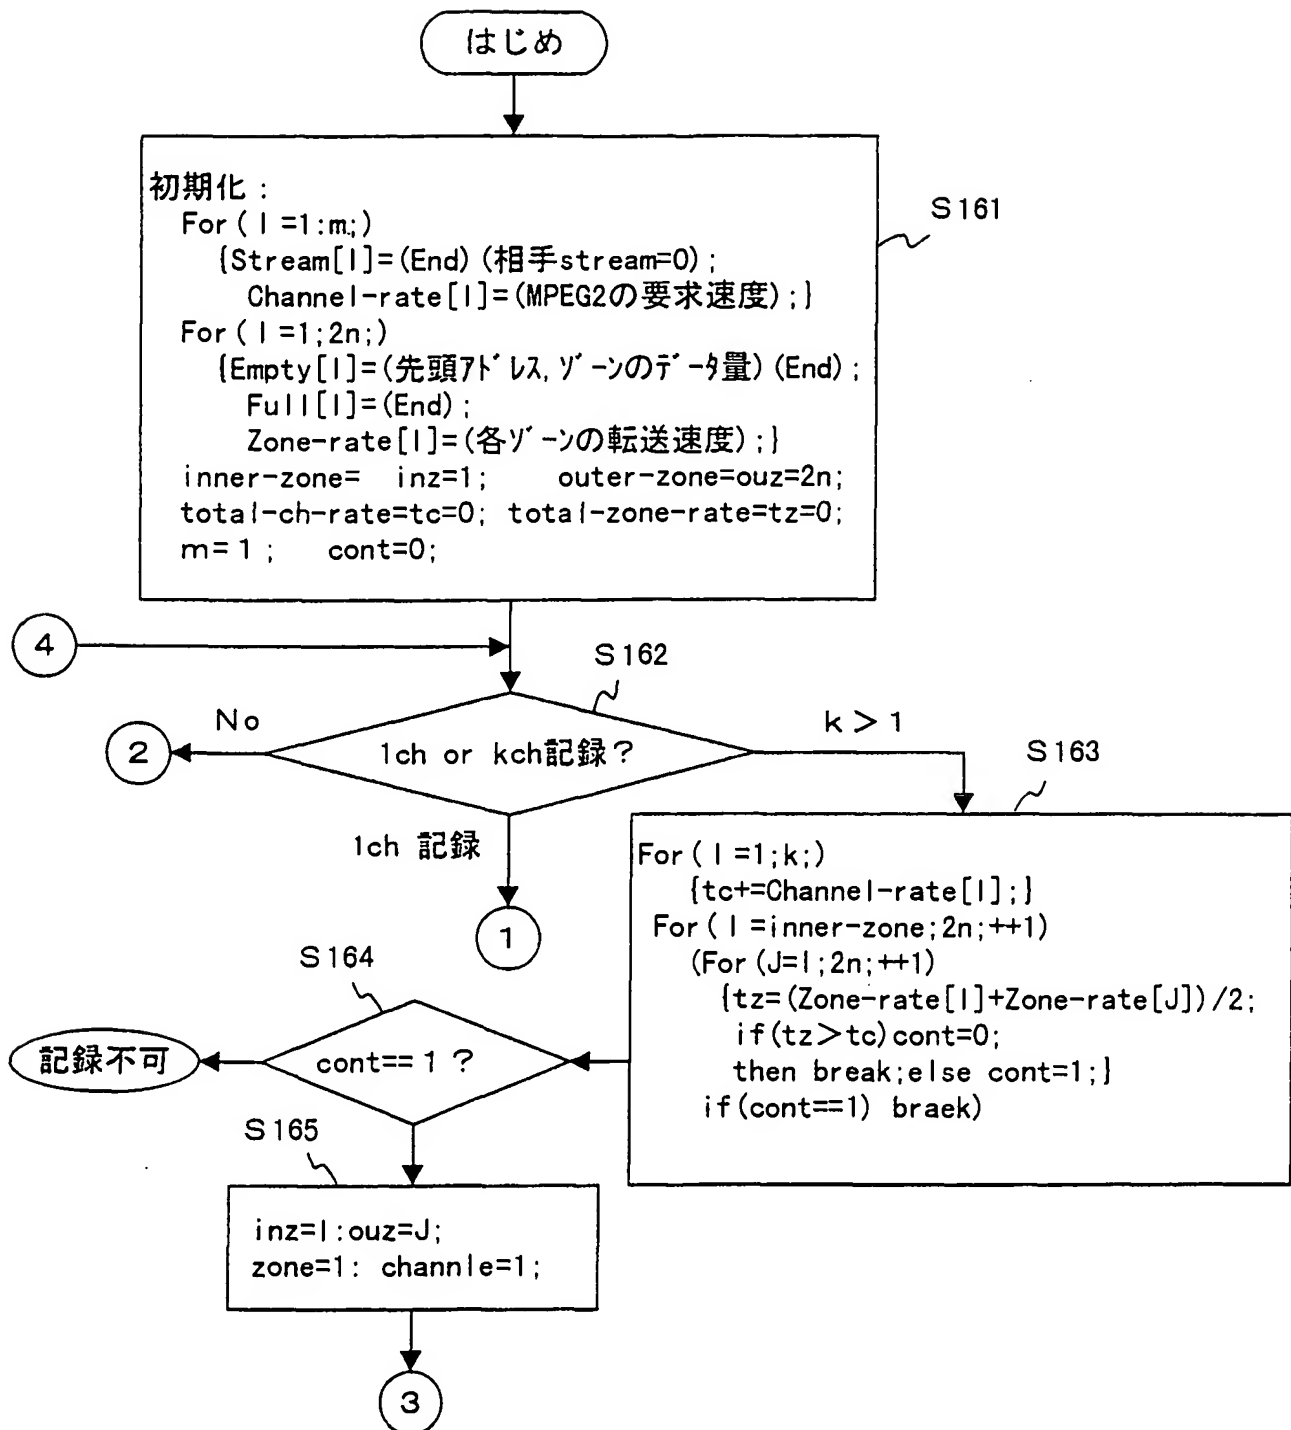 はじめ
初期化：
For(I=1:m;)
{Stream[I]=(End)(相手stream=0);
Channel-rate[I]=(MPEG2の要求速度);}
For(I=1;2n;)
{Empty[I]=(先頭ｱﾄﾞﾚｽ,ｿﾞｰﾝのﾃﾞｰﾀ量)(End);
Full[I]=(End);
Zone-rate[I]=(各ｿﾞｰﾝの転送速度);}
inner-zone= inz=1; outer-zone=ouz=2n;
total-ch-rate=tc=0; total-zone-rate=tz=0;
m=1; cont=0;
S161
4
S162
No
2
1ch or kch記録?
k>1
S163
1ch 記録
1
For(I=1;k;)
{tc+=Channel-rate[I];}
For(I=inner-zone;2n;++1)
(For(J=I;2n;++1)
{tz=(Zone-rate[I]+Zone-rate[J])/2;
if(tz>tc)cont=0;
then break;else cont=1;}
if(cont==1) braek)
S164
記録不可
cont==1?
S165
inz=I:ouz=J;
zone=1: channle=1;
3